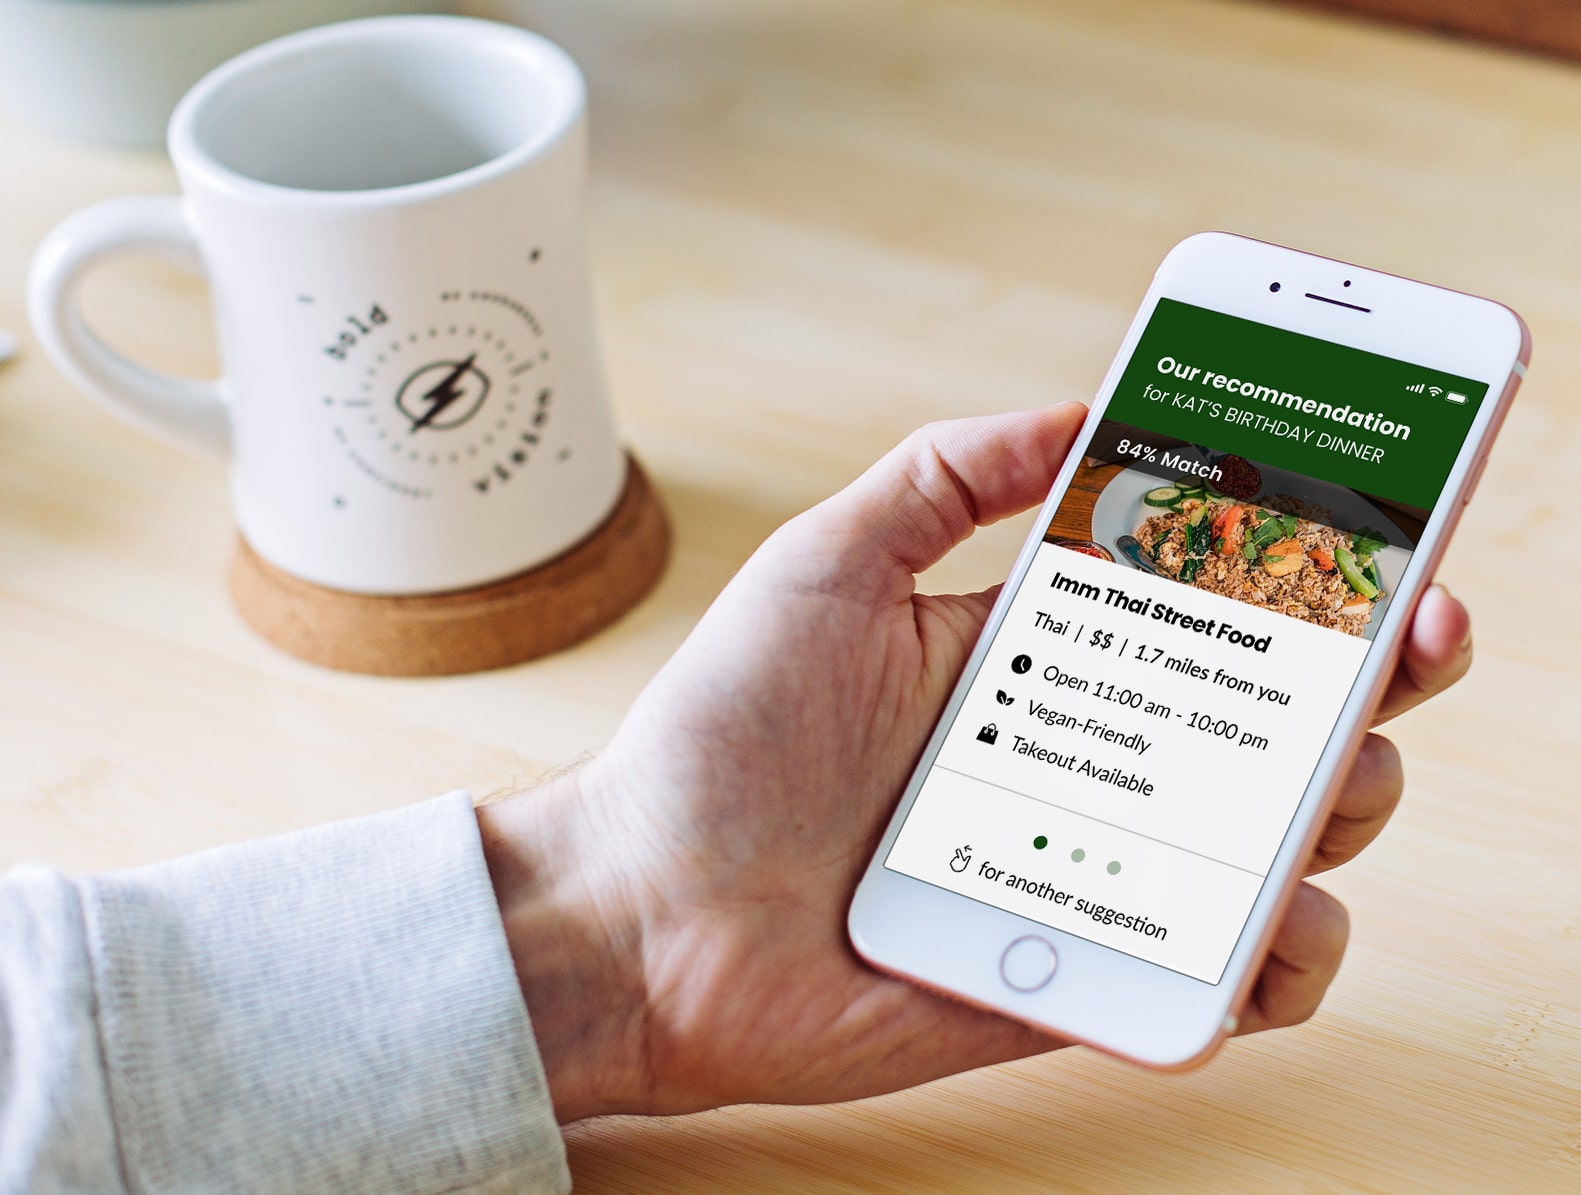 bold
vision
Our recommendation
for KAT'S BIRTHDAY DINNER
84% Match
Imm Thai Street Food
Thai | $$ | 1.7 miles from you
Open 11:00 am - 10:00 pm
Vegan-Friendly
Takeout Available
for another suggestion